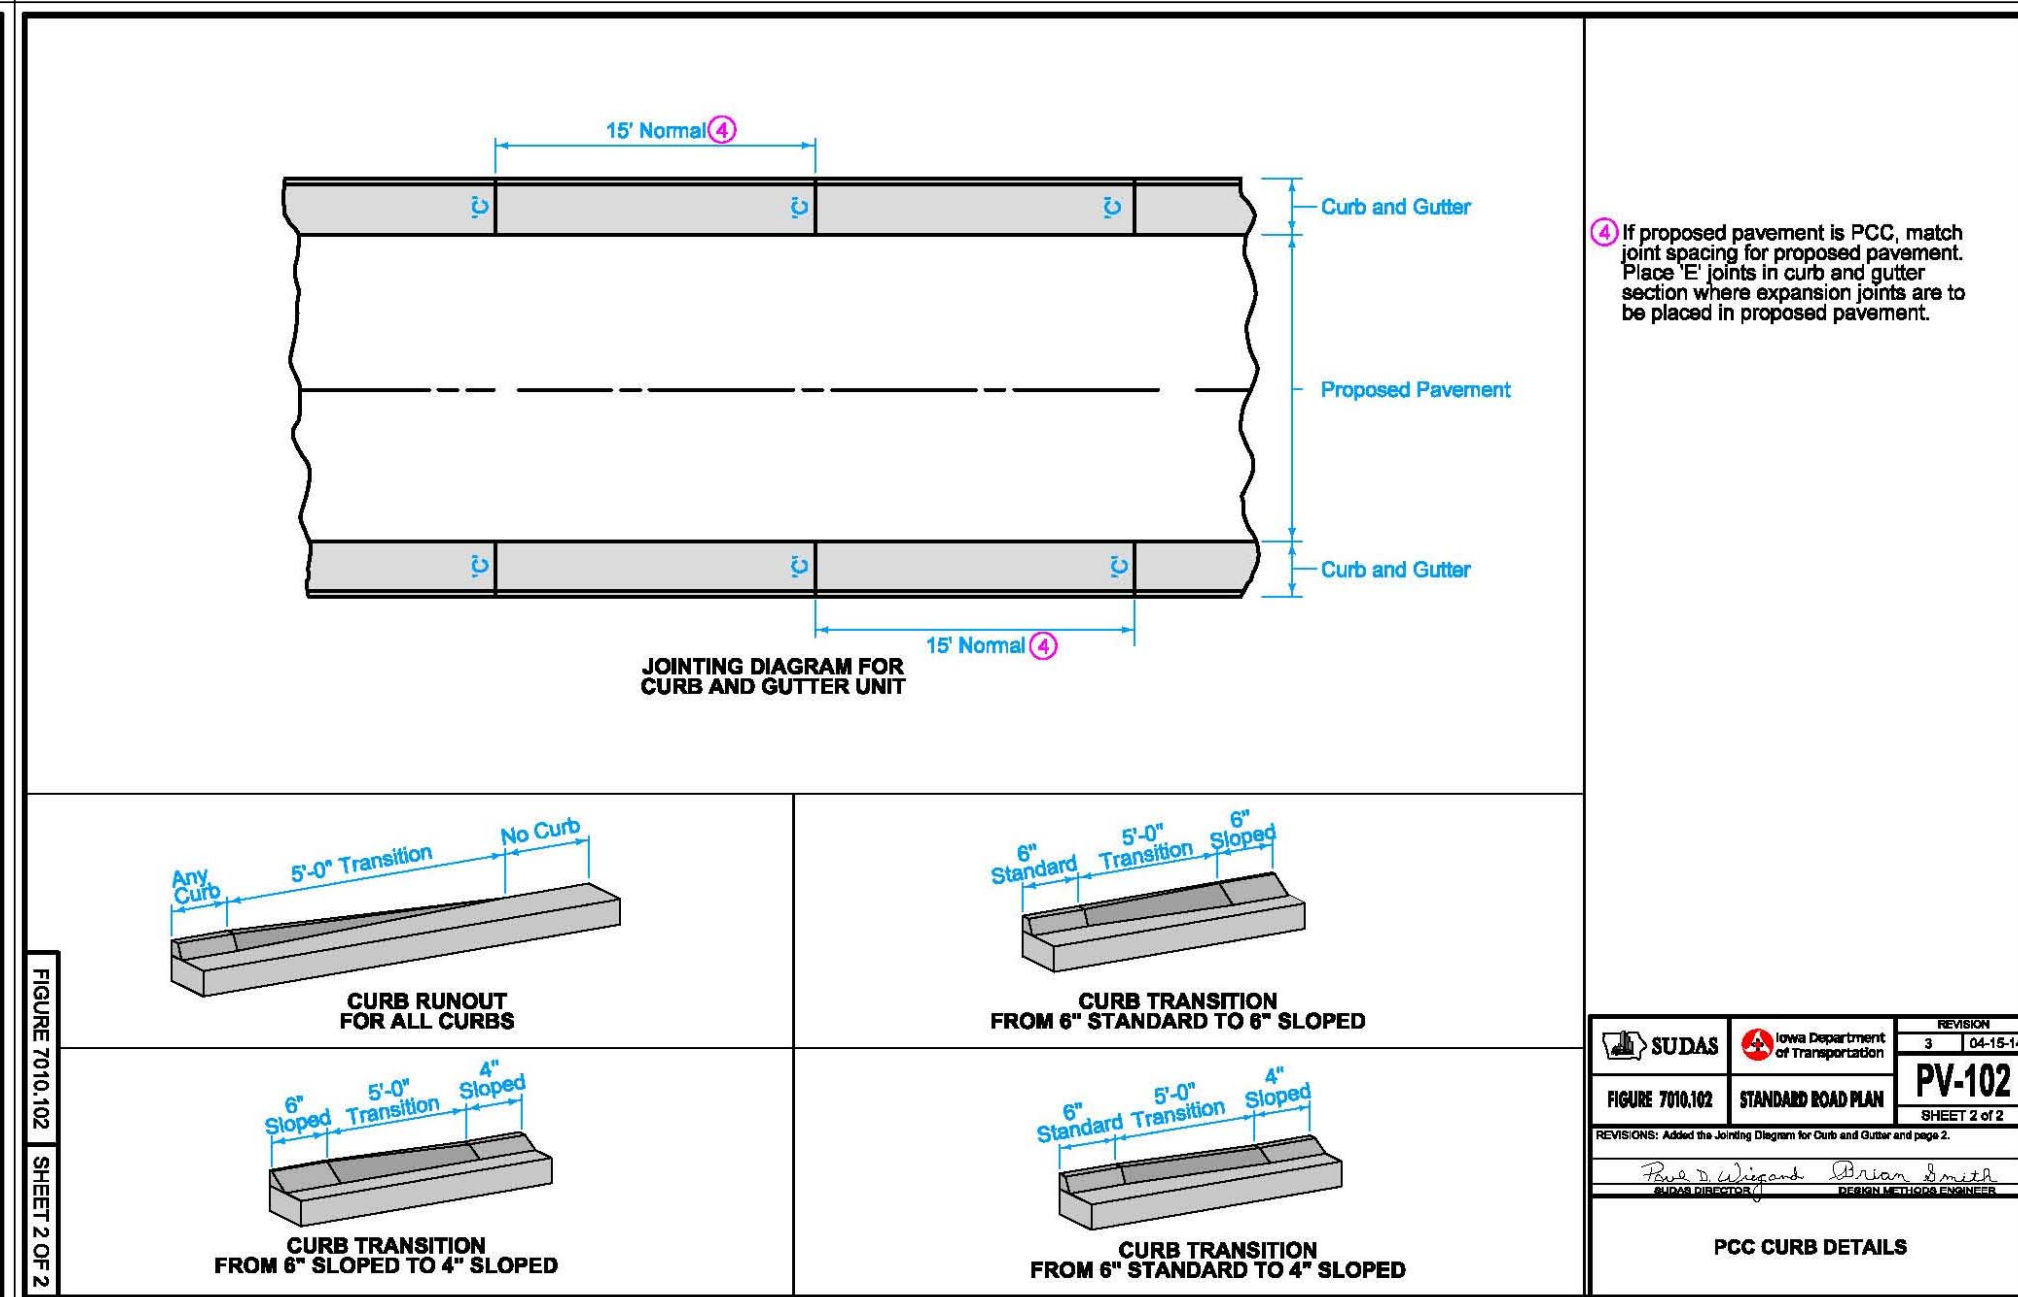 15' Normal 4
'C'
'C'
'C'
Curb and Gutter
Proposed Pavement
'C'
'C'
'C'
Curb and Gutter
15' Normal 4
JOINTING DIAGRAM FOR
CURB AND GUTTER UNIT
4 If proposed pavement is PCC, match
joint spacing for proposed pavement.
Place 'E' joints in curb and gutter
section where expansion joints are to
be placed in proposed pavement.
Any
Curb
5'-0" Transition
No Curb
CURB RUNOUT
FOR ALL CURBS
6"
Standard
5'-0"
Transition
6"
Sloped
CURB TRANSITION
FROM 6" STANDARD TO 6" SLOPED
6"
Sloped
5'-0"
Transition
4"
Sloped
CURB TRANSITION
FROM 6" SLOPED TO 4" SLOPED
6"
Standard
5'-0"
Transition
4"
Sloped
CURB TRANSITION
FROM 6" STANDARD TO 4" SLOPED
FIGURE 7010.102
SHEET 2 OF 2
SUDAS
Iowa Department
of Transportation
REVISION
3 04-15-14
FIGURE 7010.102
STANDARD ROAD PLAN
PV-102
SHEET 2 of 2
REVISIONS: Added the Jointing Diagram for Curb and Gutter and page 2.
Paul D. Wiegand
Brian Smith
SUDAS DIRECTOR
DESIGN METHODS ENGINEER
PCC CURB DETAILS